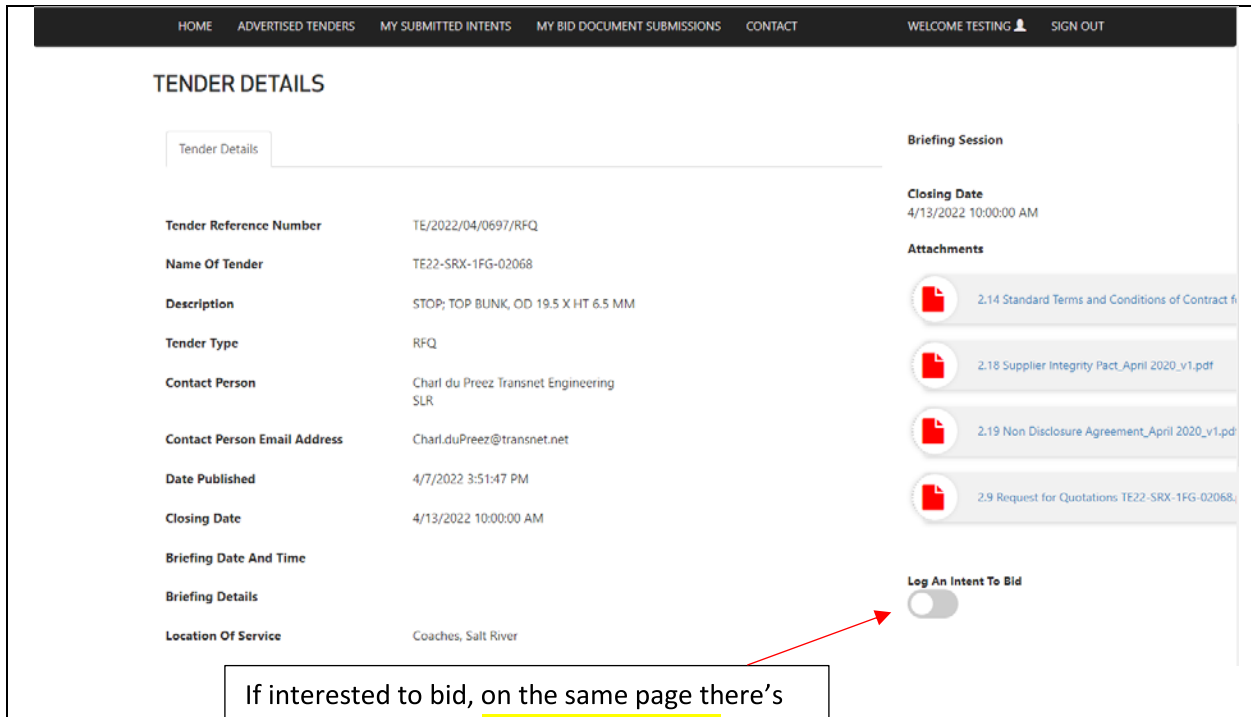 HOME ADVERTISED TENDERS MY SUBMITTED INTENTS MY BID DOCUMENT SUBMISSIONS CONTACT WELCOME TESTING SIGN OUT
TENDER DETAILS
Tender Details
Tender Reference Number TE/2022/04/0697/RFQ
Name Of Tender TE22-SRX-1FG-02068
Description STOP; TOP BUNK, OD 19.5 X HT 6.5 MM
Tender Type RFQ
Contact Person Charl du Preez Transnet Engineering
SLR
Contact Person Email Address Charl.duPreez@transnet.net
Date Published 4/7/2022 3:51:47 PM
Closing Date 4/13/2022 10:00:00 AM
Briefing Date And Time
Briefing Details
Location Of Service Coaches, Salt River
Briefing Session
Closing Date
4/13/2022 10:00:00 AM
Attachments
2.14 Standard Terms and Conditions of Contract
2.18 Supplier Integrity Pact_April 2020_v1.pdf
2.19 Non Disclosure Agreement_April 2020_v1.pd
2.9 Request for Quotations TE22-SRX-1FG-02068.
Log An Intent To Bid
If interested to bid, on the same page there's